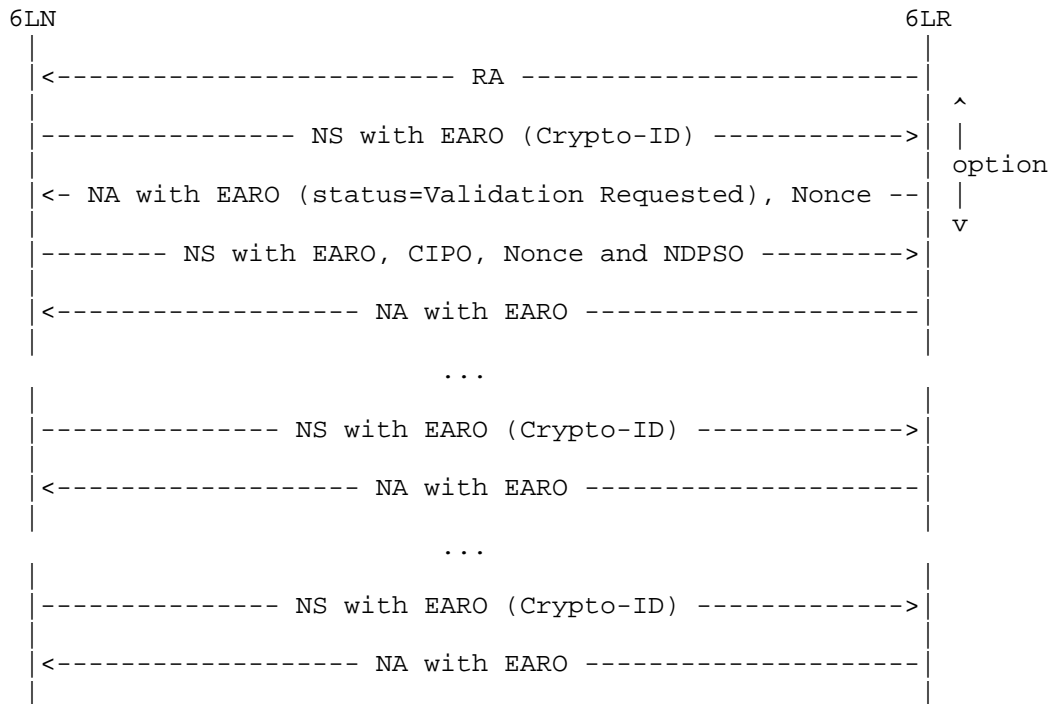 6LN 6LR
<------------------------- RA -------------------------
^
---------------- NS with EARO (Crypto-ID) ------------> |
option
<- NA with EARO (status=Validation Requested), Nonce -- |
v
-------- NS with EARO, CIPO, Nonce and NDPSO --------->
<------------------- NA with EARO ---------------------
...
--------------- NS with EARO (Crypto-ID) ------------->
<------------------- NA with EARO ---------------------
...
--------------- NS with EARO (Crypto-ID) ------------->
<------------------- NA with EARO ---------------------